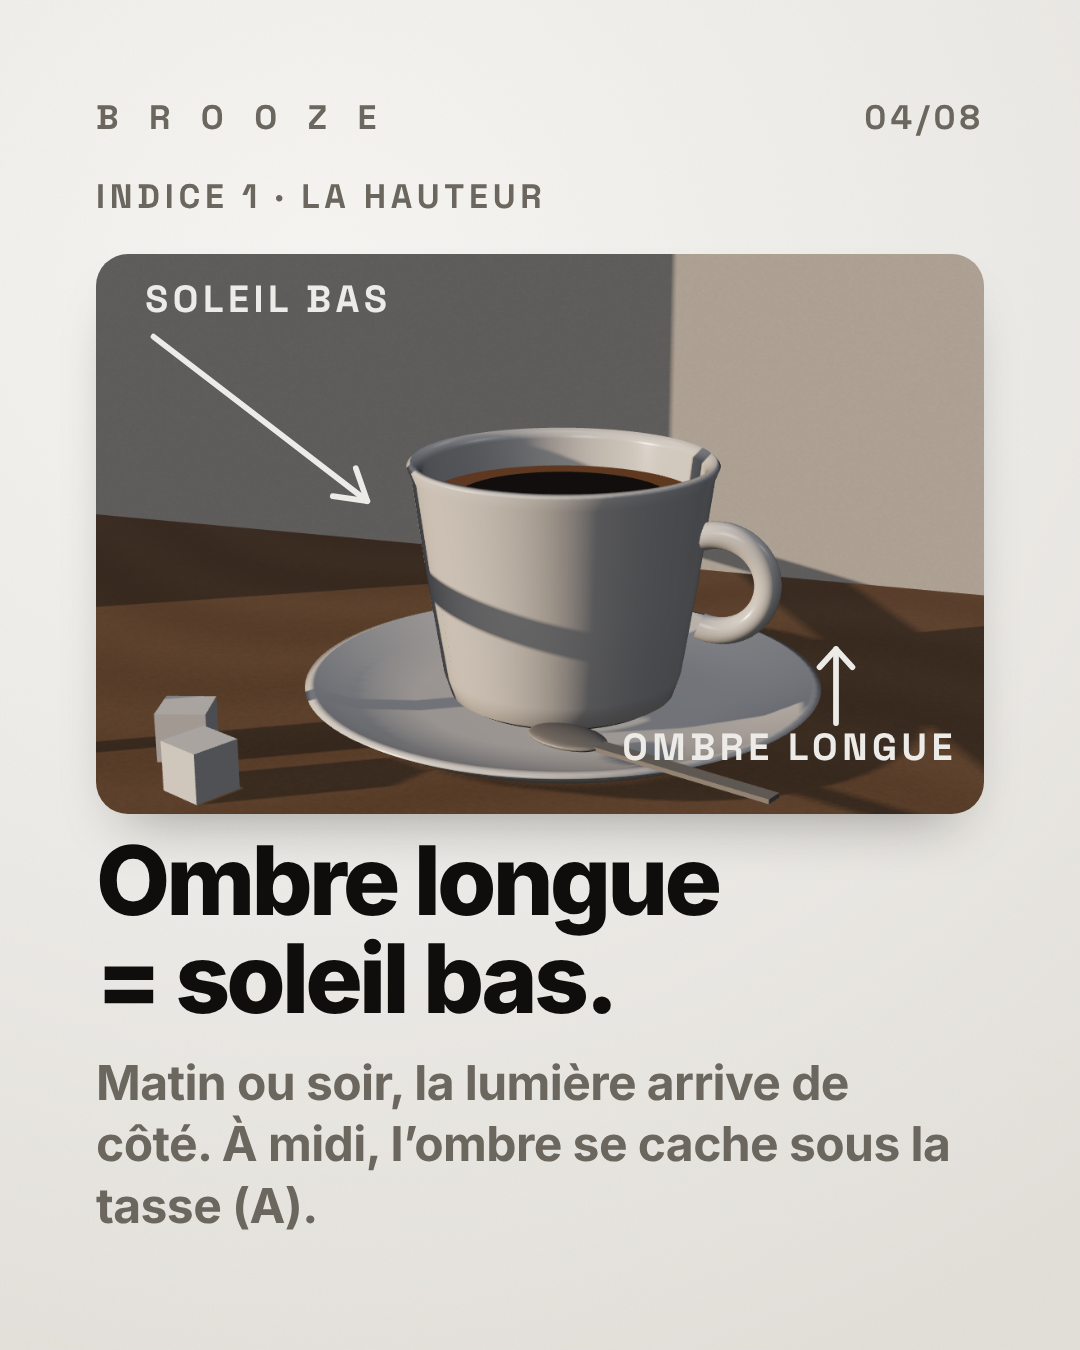 BROOZE
04/08
INDICE 1 · LA HAUTEUR
SOLEIL BAS
OMBRE LONGUE
Ombre longue
= soleil bas.
Matin ou soir, la lumière arrive de
côté. À midi, l’ombre se cache sous la
tasse (A).